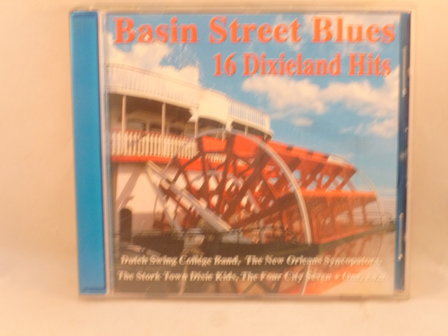 Basin Street Blues
16 Dixieland Hits
Dutch Swing College Band, The New Orleans Syncopators,
The Stork Town Dixie Kids, The Four City Seven